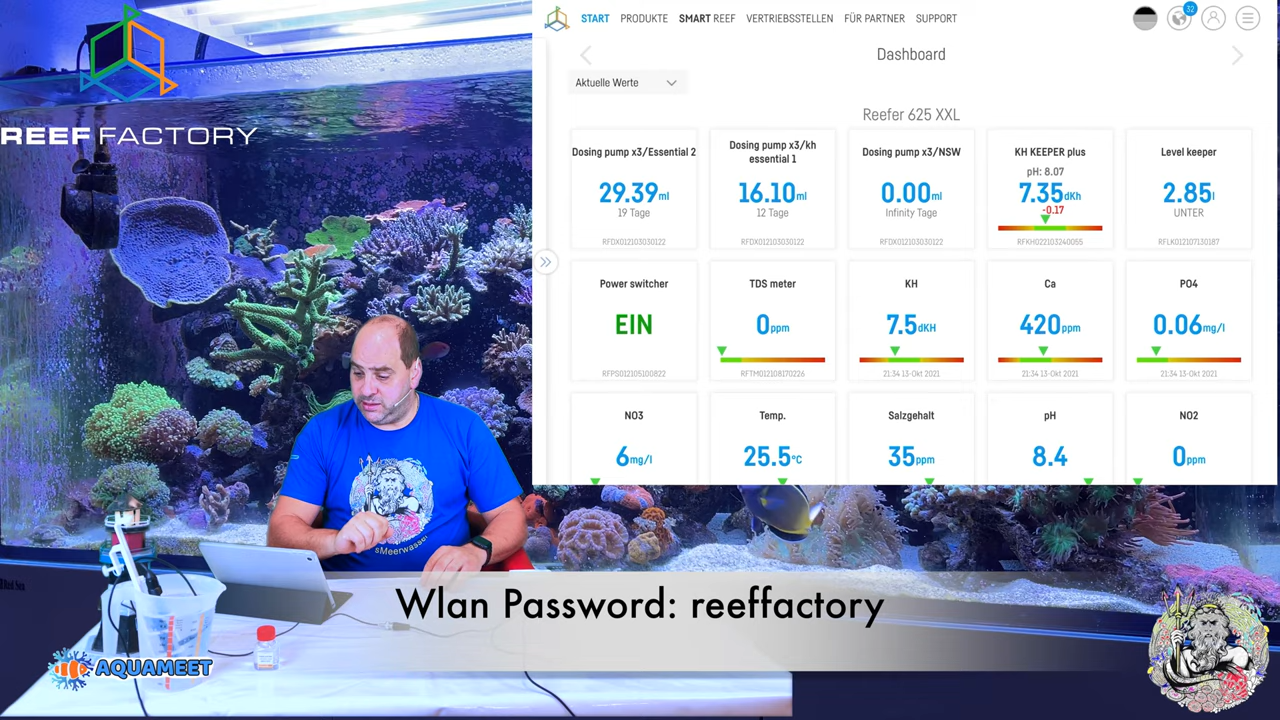 REEF FACTORY
START PRODUKTE SMART REEF VERTRIEBSSTELLEN FÜR PARTNER SUPPORT
32
Dashboard
Aktuelle Werte
Reefer 625 XXL
Dosing pump x3/Essential 2
29.39ml
19 Tage
RFDX012103030122
Dosing pump x3/kh
essential 1
16.10ml
12 Tage
RFDX012103030122
Dosing pump x3/NSW
0.00ml
Infinity Tage
RFDX012103030122
KH KEEPER plus
pH: 8.07
7.35dKh
-0.17
RFKH022103240055
Level keeper
2.85l
UNTER
RFLK012107130187
Power switcher
EIN
RFPS012105100822
TDS meter
0ppm
RFTM012108170226
KH
7.5dKH
21:34 13-Okt 2021
Ca
420ppm
21:34 13-Okt 2021
PO4
0.06mg/l
21:34 13-Okt 2021
NO3
6mg/l
Temp.
25.5°C
Salzgehalt
35ppm
pH
8.4
NO2
0ppm
sMeerwasser
Wlan Password: reeffactory
AQUAMEET